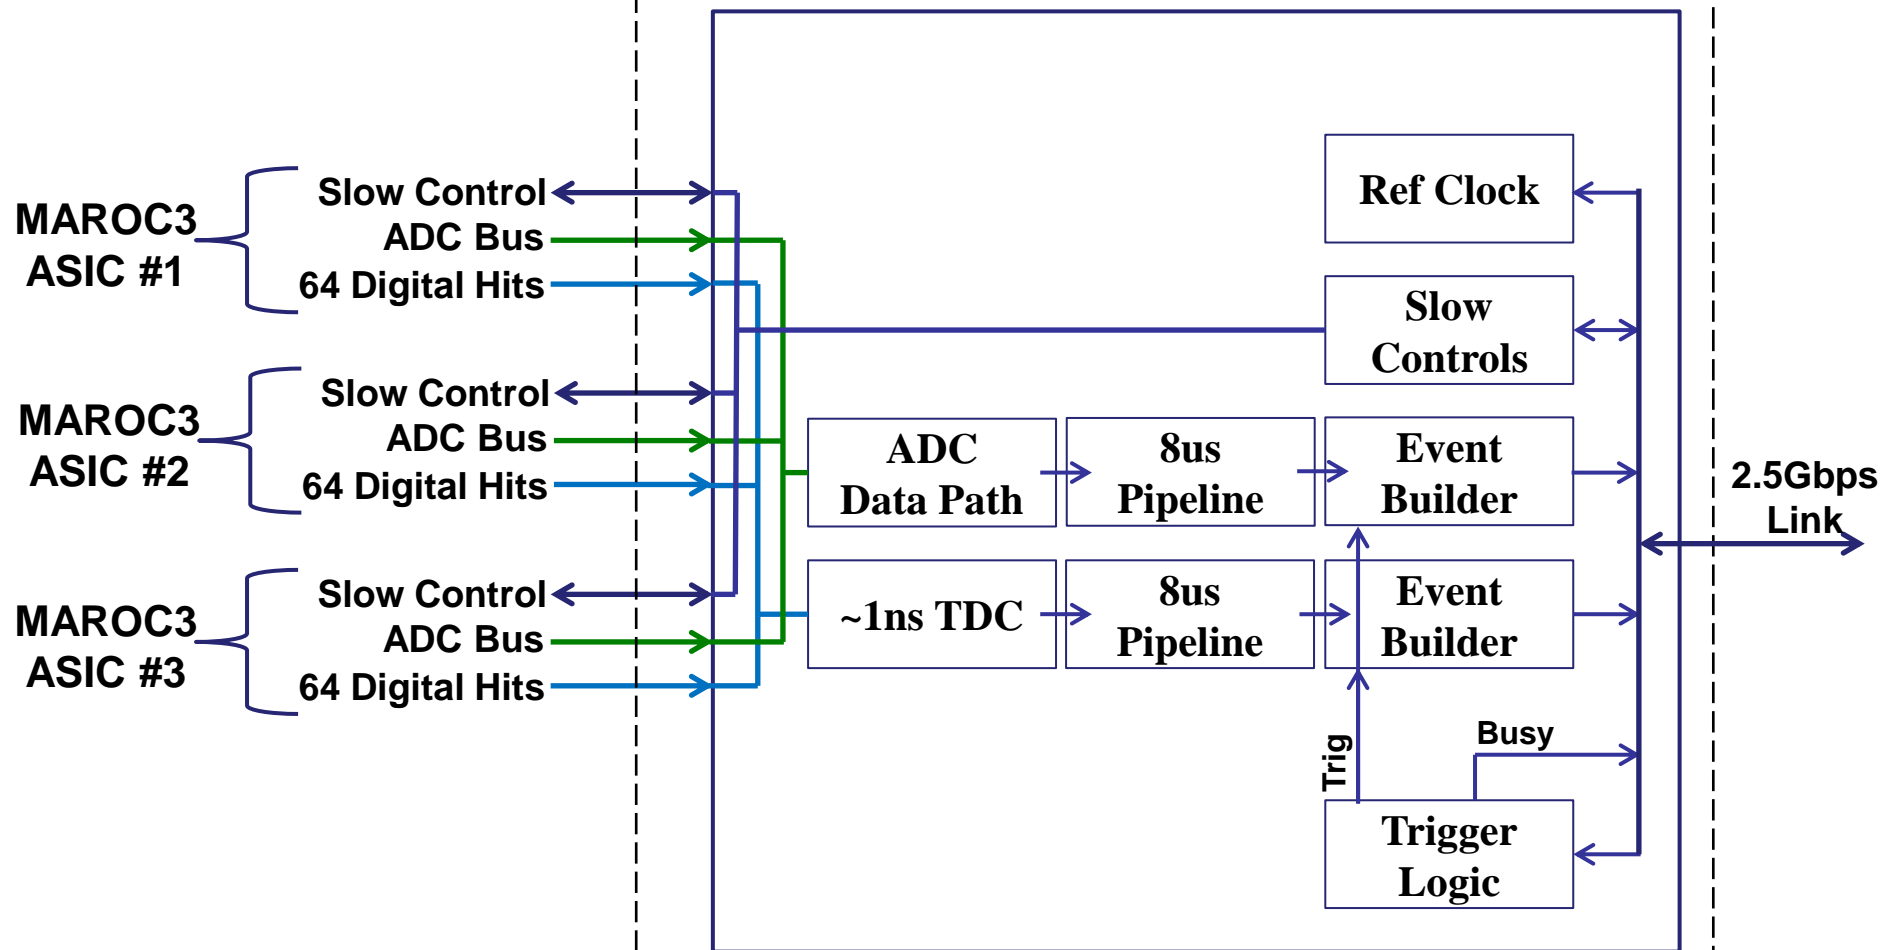 MAROC3
ASIC #1
Slow Control
ADC Bus
64 Digital Hits
MAROC3
ASIC #2
Slow Control
ADC Bus
64 Digital Hits
MAROC3
ASIC #3
Slow Control
ADC Bus
64 Digital Hits
Ref Clock
Slow
Controls
ADC
Data Path
8us
Pipeline
Event
Builder
~1ns TDC
8us
Pipeline
Event
Builder
Trig
Busy
Trigger
Logic
2.5Gbps
Link